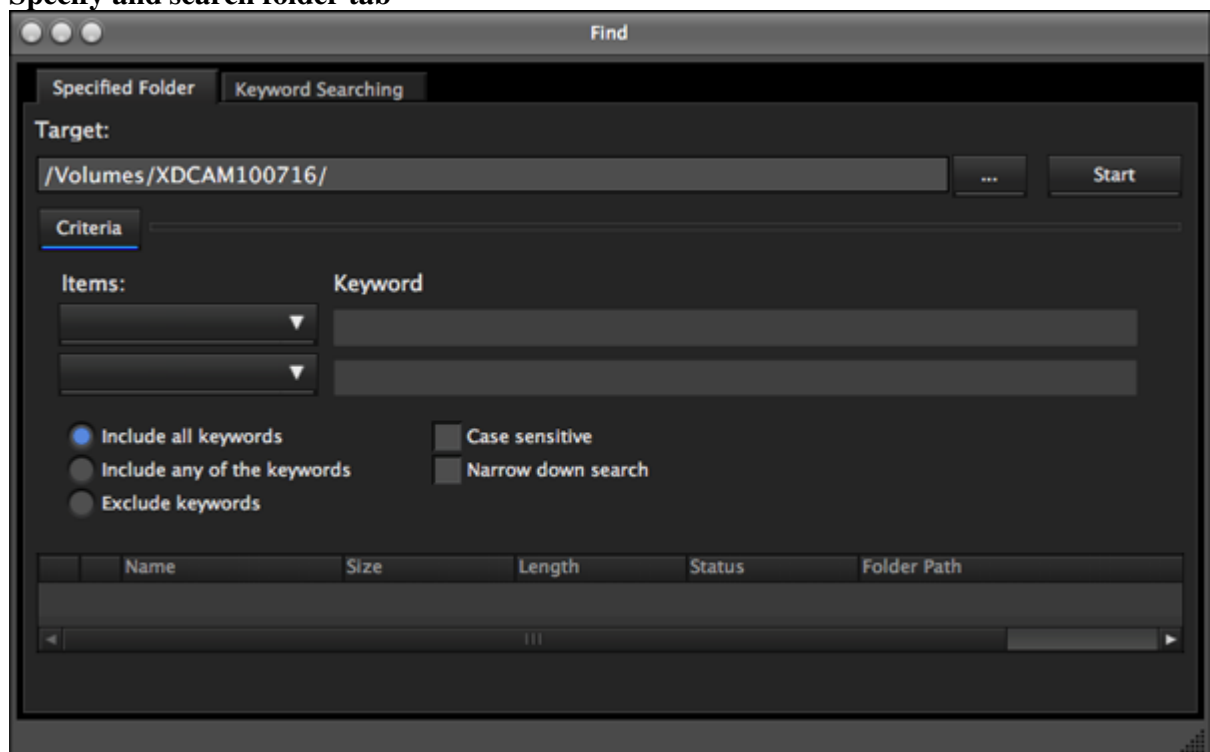 Specify and search folder tab
Find
Specified Folder Keyword Searching
Target:
/Volumes/XDCAM100716/ ... Start
Criteria
Items: Keyword
Include all keywords Case sensitive
Include any of the keywords Narrow down search
Exclude keywords
Name Size Length Status Folder Path